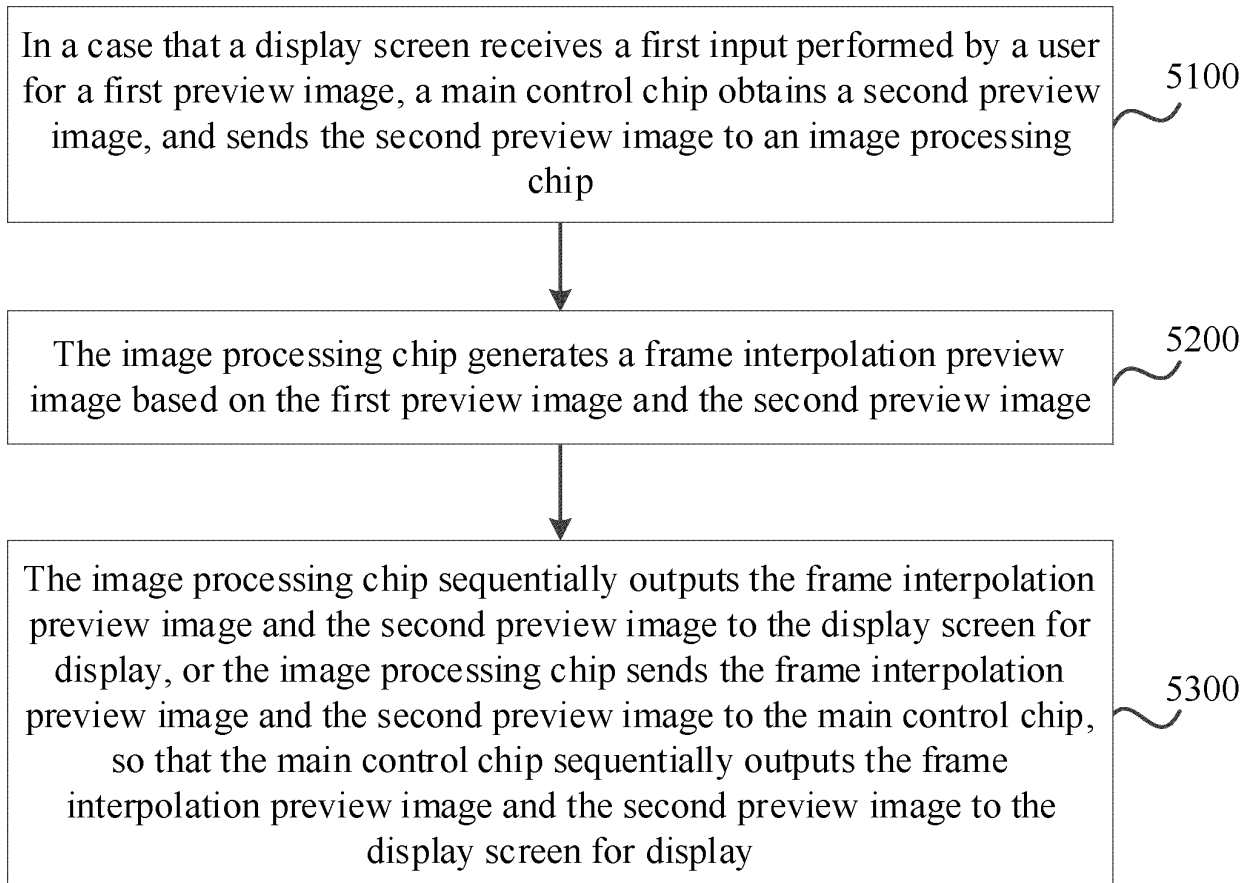 In a case that a display screen receives a first input performed by a user
for a first preview image, a main control chip obtains a second preview
image, and sends the second preview image to an image processing
chip
5100
The image processing chip generates a frame interpolation preview
image based on the first preview image and the second preview image
5200
The image processing chip sequentially outputs the frame interpolation
preview image and the second preview image to the display screen for
display, or the image processing chip sends the frame interpolation
preview image and the second preview image to the main control chip,
so that the main control chip sequentially outputs the frame
interpolation preview image and the second preview image to the
display screen for display
5300